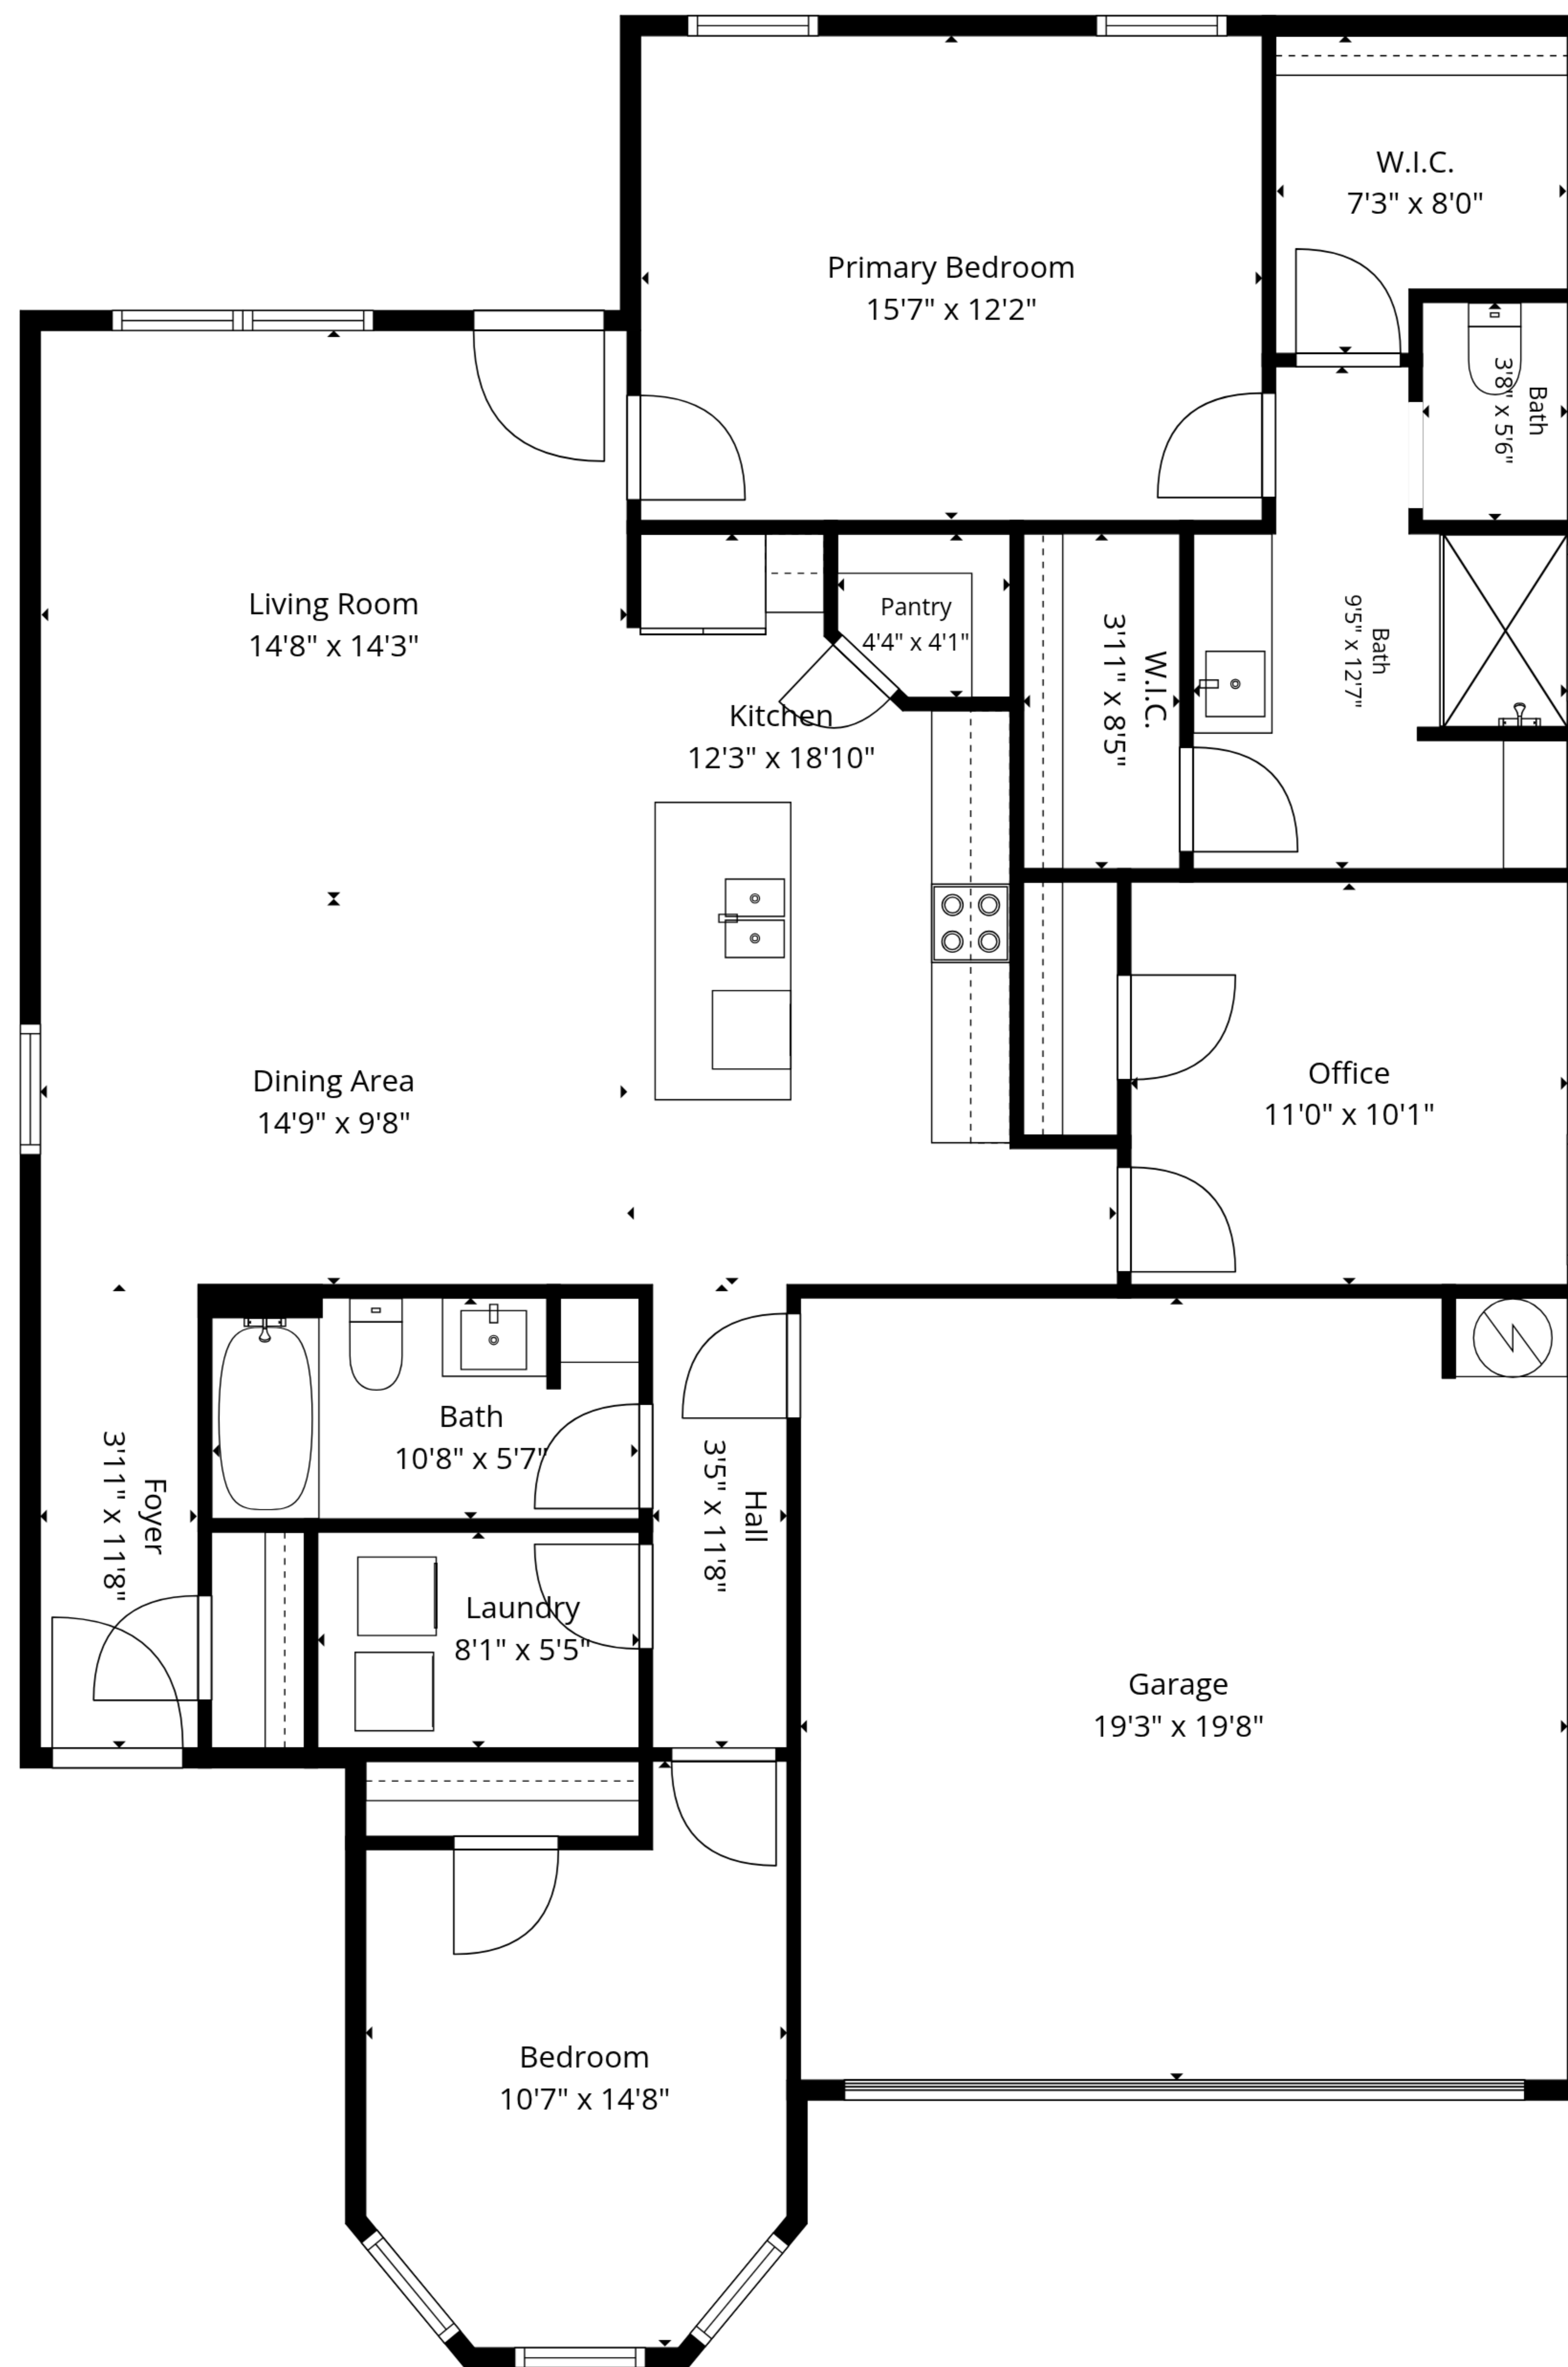 W.I.C.
7'3" x 8'0"
Primary Bedroom
15'7" x 12'2"
Bath
3'8" x 5'6"
Living Room
14'8" x 14'3"
Pantry
4'4" x 4'1"
Kitchen
12'3" x 18'10"
W.I.C.
3'11" x 8'5"
Bath
9'5" x 12'7"
Dining Area
14'9" x 9'8"
Office
11'0" x 10'1"
Bath
10'8" x 5'7"
Foyer
3'11" x 11'8"
Hall
3'5" x 11'8"
Laundry
8'1" x 5'5"
Garage
19'3" x 19'8"
Bedroom
10'7" x 14'8"